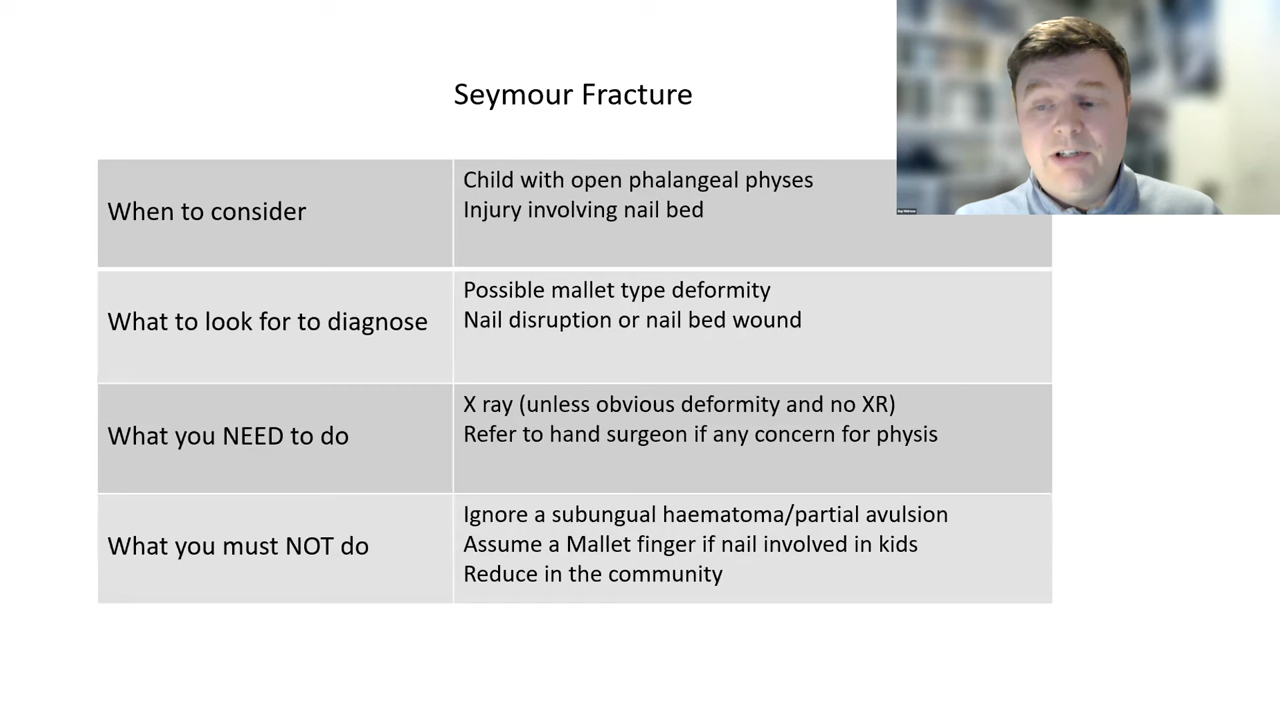 Seymour Fracture
When to consider
Child with open phalangeal physes
Injury involving nail bed
What to look for to diagnose
Possible mallet type deformity
Nail disruption or nail bed wound
What you NEED to do
X ray (unless obvious deformity and no XR)
Refer to hand surgeon if any concern for physis
What you must NOT do
Ignore a subungual haematoma/partial avulsion
Assume a Mallet finger if nail involved in kids
Reduce in the community